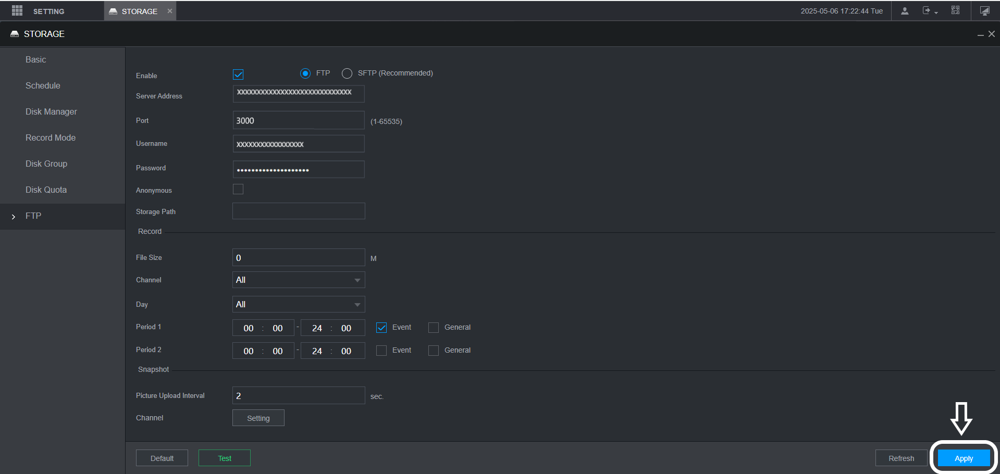 SETTING STORAGE × 2025-05-06 17:22:44 Tue
STORAGE
Basic
Schedule
Disk Manager
Record Mode
Disk Group
Disk Quota
FTP
Enable FTP SFTP (Recommended)
Server Address XXXXXXXXXXXXXXXXXXXXXXXXXXXXX
Port 3000 (1-65535)
Username XXXXXXXXXXXXXXXXX
Password ••••••••••••••••••••
Anonymous
Storage Path
Record
File Size 0 M
Channel All
Day All
Period 1 00 : 00 - 24 : 00 Event General
Period 2 00 : 00 - 24 : 00 Event General
Snapshot
Picture Upload Interval 2 sec.
Channel Setting
Default Test Refresh Apply